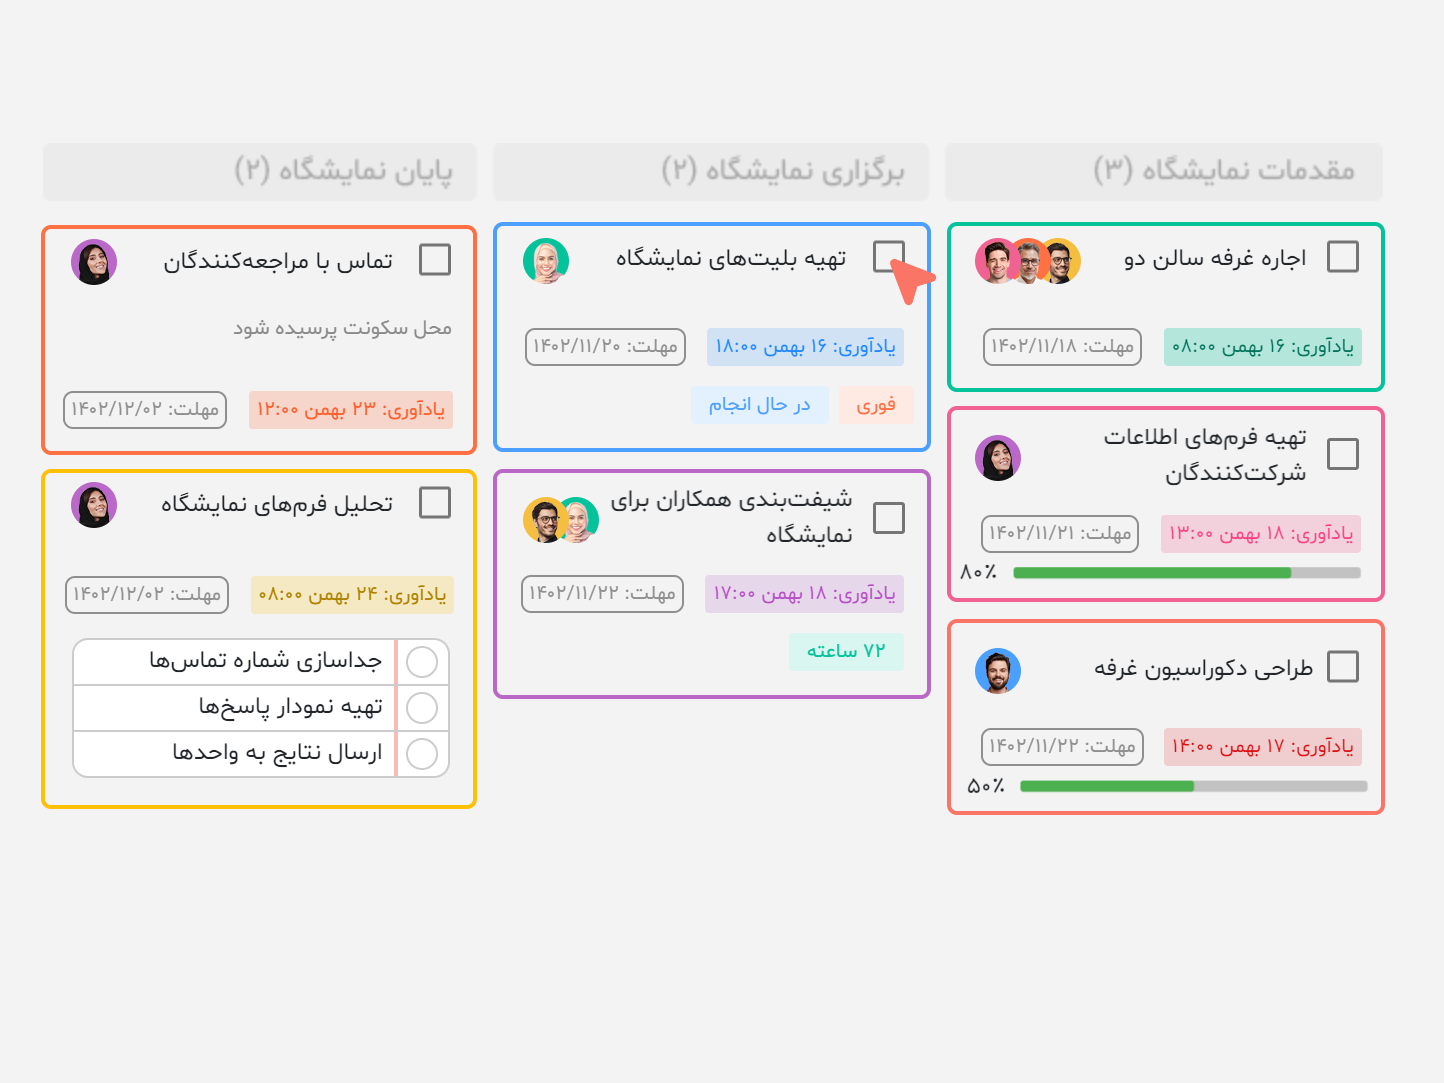 مقدمات نمایشگاه (۳)
اجاره غرفه سالن دو
یادآوری: ۱۶ بهمن ۰۸:۰۰
مهلت: ۱۴۰۲/۱۱/۱۸
تهیه فرم‌های اطلاعات
شرکت‌کنندگان
یادآوری: ۱۸ بهمن ۱۳:۰۰
مهلت: ۱۴۰۲/۱۱/۲۱
۸۰٪
طراحی دکوراسیون غرفه
یادآوری: ۱۷ بهمن ۱۴:۰۰
مهلت: ۱۴۰۲/۱۱/۲۲
۵۰٪
برگزاری نمایشگاه (۲)
تهیه بلیت‌های نمایشگاه
یادآوری: ۱۶ بهمن ۱۸:۰۰
مهلت: ۱۴۰۲/۱۱/۲۰
فوری
در حال انجام
شیفت‌بندی همکاران برای
نمایشگاه
یادآوری: ۱۸ بهمن ۱۷:۰۰
مهلت: ۱۴۰۲/۱۱/۲۲
۷۲ ساعته
پایان نمایشگاه (۲)
تماس با مراجعه‌کنندگان
محل سکونت پرسیده شود
یادآوری: ۲۳ بهمن ۱۲:۰۰
مهلت: ۱۴۰۲/۱۲/۰۲
تحلیل فرم‌های نمایشگاه
یادآوری: ۲۴ بهمن ۰۸:۰۰
مهلت: ۱۴۰۲/۱۲/۰۲
جداسازی شماره تماس‌ها
تهیه نمودار پاسخ‌ها
ارسال نتایج به واحدها